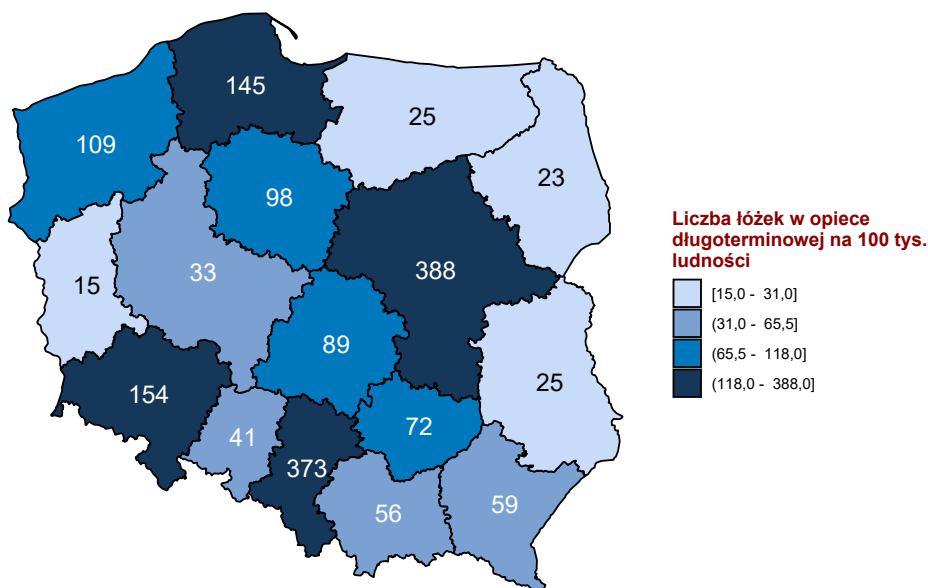 145
25
109
23
98
388
33
15
89
25
154
72
41
373
59
56
Liczba łóżek w opiece
długoterminowej na 100 tys.
ludności
[15,0 - 31,0]
(31,0 - 65,5]
(65,5 - 118,0]
(118,0 - 388,0]